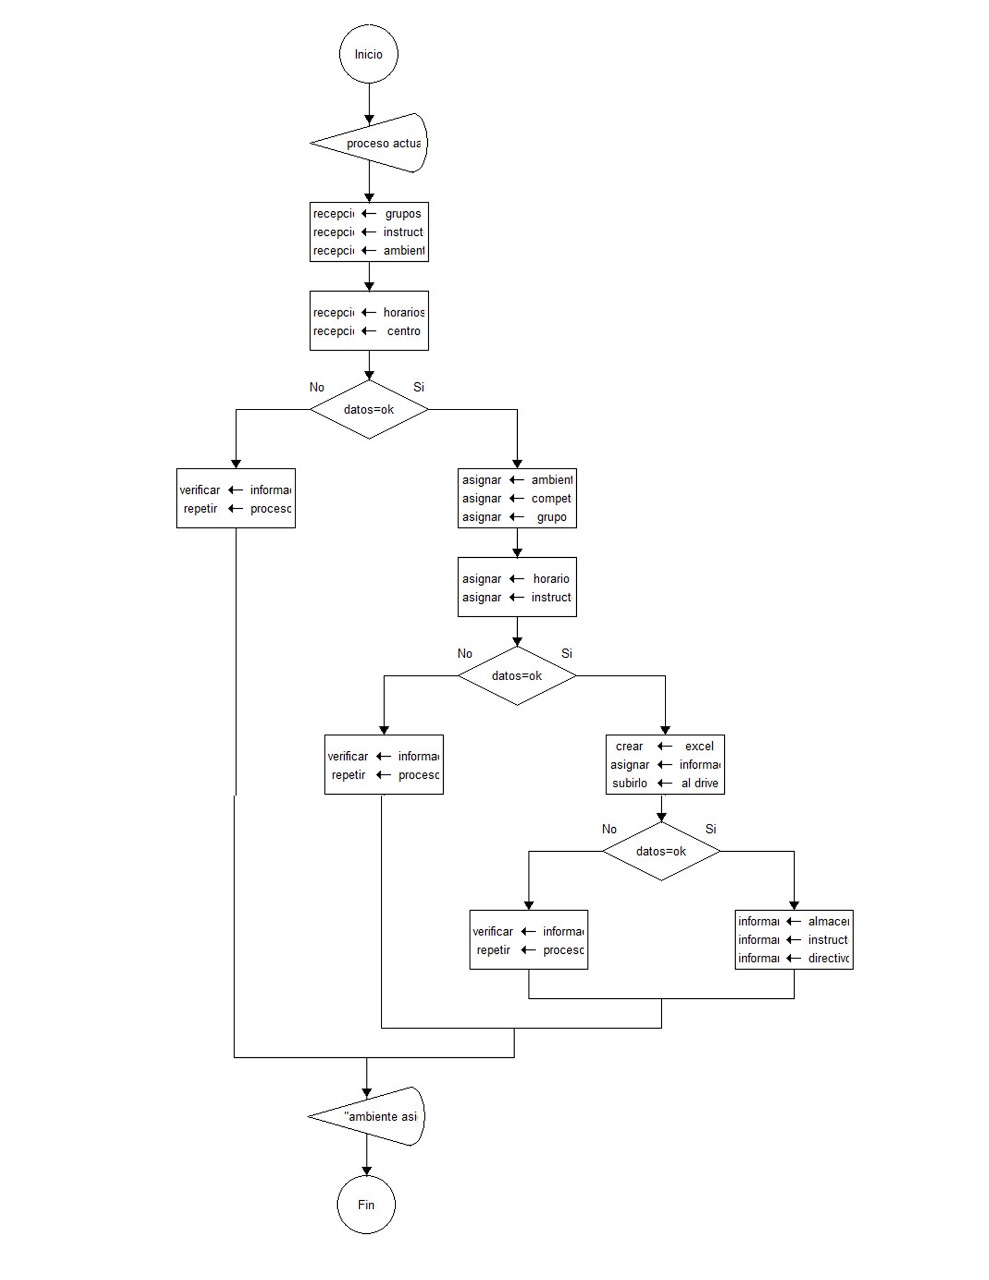 Inicio
proceso actua
recepci ← grupos
recepci ← instruct
recepci ← ambient
recepci ← horarios
recepci ← centro
No Si
datos=ok
verificar ← informa
repetir ← proceso
asignar ← ambient
asignar ← compet
asignar ← grupo
asignar ← horario
asignar ← instruct
No Si
datos=ok
verificar ← informa
repetir ← proceso
crear ← excel
asignar ← informa
subirlo ← al drive
No Si
datos=ok
verificar ← informa
repetir ← proceso
informa ← almace
informa ← instruct
informa ← directivo
"ambiente asi
Fin